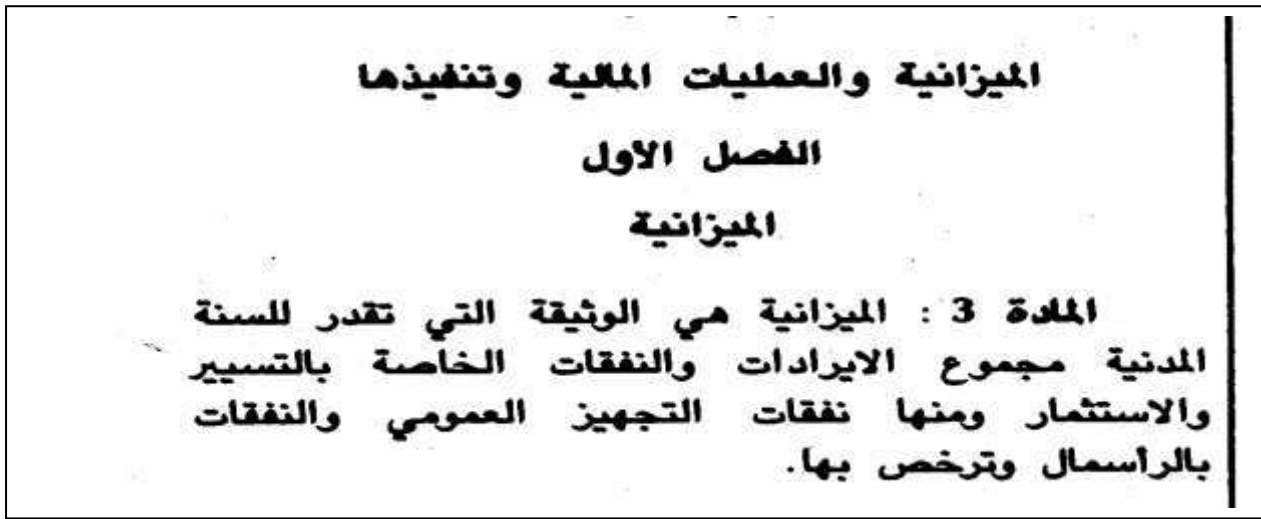 الميزانية والعمليات المالية وتنفيذها
الفصل الاول
الميزانية
المادة 3 : الميزانية هي الوثيقة التي تقدر للسنة
المدنية مجموع الايرادات والنفقات الخاصة بالتسيير
والاستثمار ومنها نفقات التجهيز العمومي والنفقات
بالرأسمال وترخص بها.